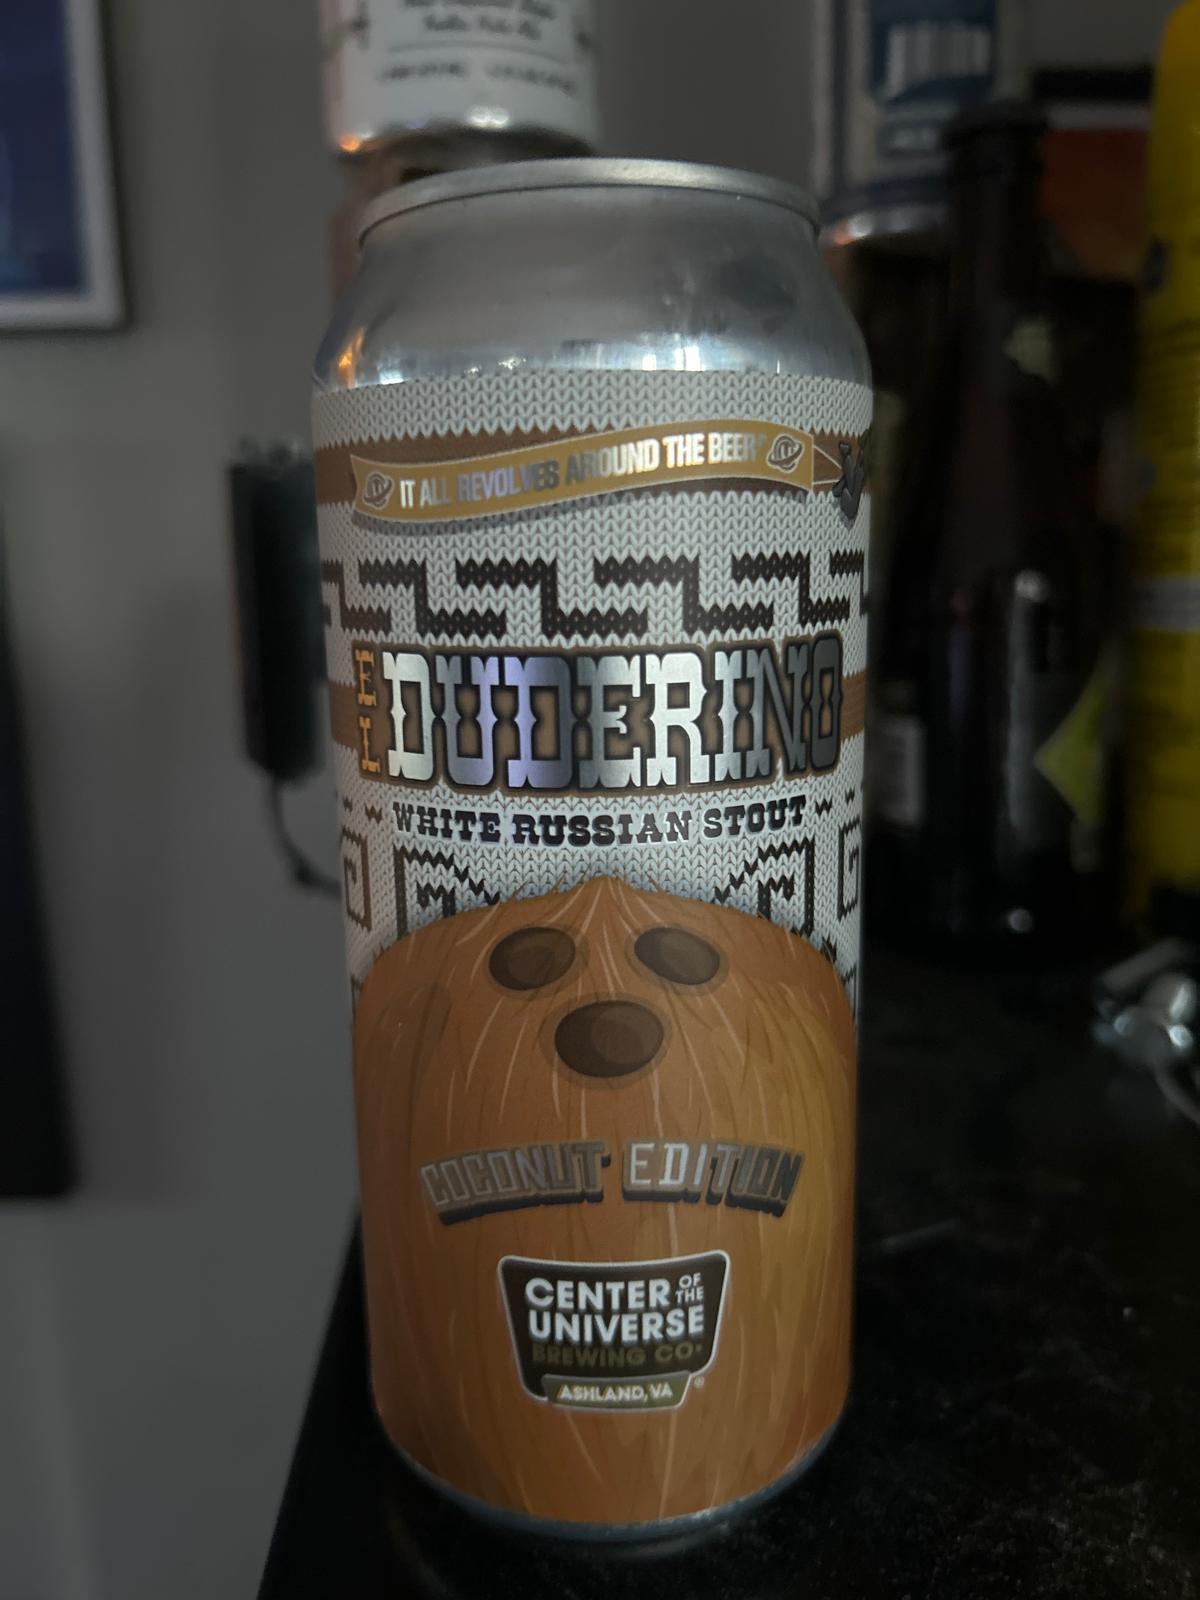 IT ALL REVOLVES AROUND THE BEER
EL DUDERINO
WHITE RUSSIAN STOUT
COCONUT EDITION
CENTER OF THE
UNIVERSE
BREWING CO.
ASHLAND, VA